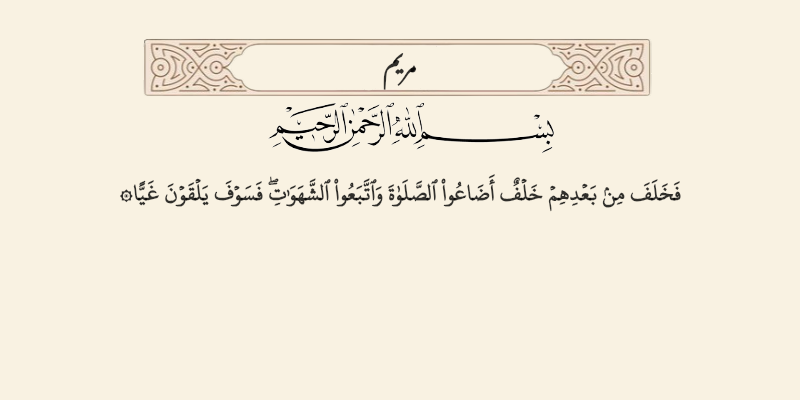 مريم
بِسْمِ ٱللَّهِ ٱلرَّحْمَٰنِ ٱلرَّحِيمِ
فَخَلَفَ مِنۢ بَعْدِهِمْ خَلْفٌ أَضَاعُوا۟ ٱلصَّلَوٰةَ وَٱتَّبَعُوا۟ ٱلشَّهَوَٰتِ ۖ فَسَوْفَ يَلْقَوْنَ غَيًّا ۞